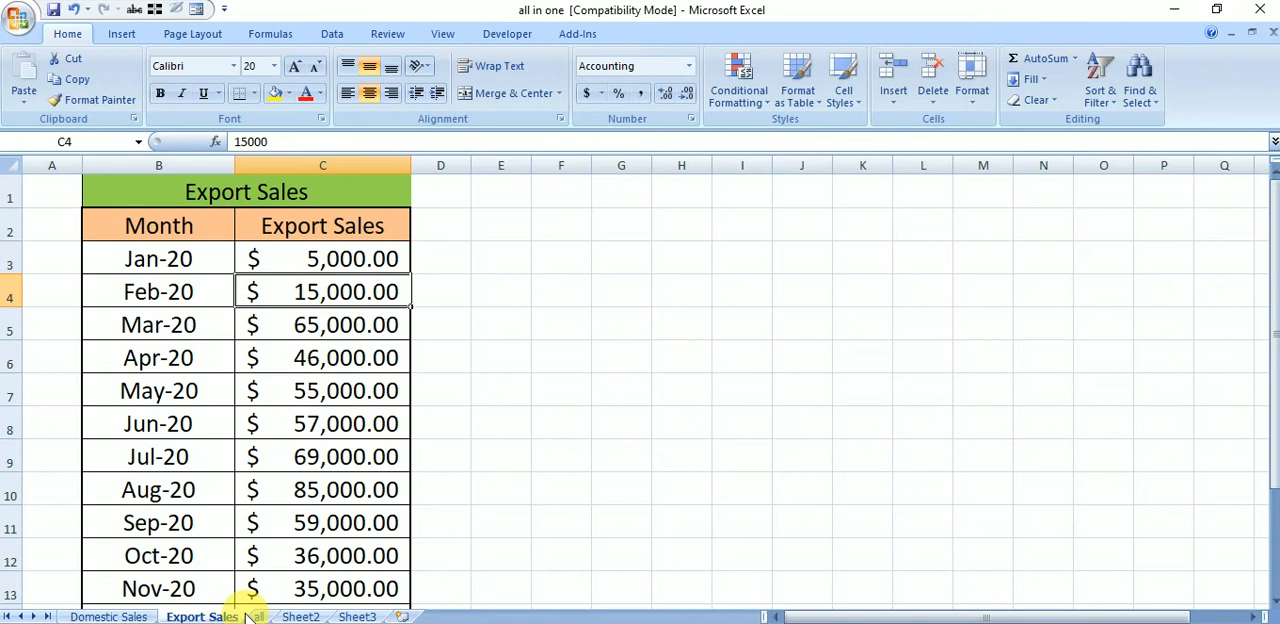 all in one [Compatibility Mode] - Microsoft Excel
Home Insert Page Layout Formulas Data Review View Developer Add-Ins
Paste
Cut
Copy
Format Painter
Clipboard
Calibri 20
B I U
Font
Wrap Text
Merge & Center
Alignment
Accounting
$ % ,
Number
Conditional Formatting
Format as Table
Cell Styles
Styles
Insert Delete Format
Cells
Σ AutoSum
Fill
Clear
Sort & Filter
Find & Select
Editing
C4 fx 15000
A B C D E F G H I J K L M N O P Q
1 Export Sales
2 Month Export Sales
3 Jan-20 $ 5,000.00
4 Feb-20 $ 15,000.00
5 Mar-20 $ 65,000.00
6 Apr-20 $ 46,000.00
7 May-20 $ 55,000.00
8 Jun-20 $ 57,000.00
9 Jul-20 $ 69,000.00
10 Aug-20 $ 85,000.00
11 Sep-20 $ 59,000.00
12 Oct-20 $ 36,000.00
13 Nov-20 $ 35,000.00
Domestic Sales Export Sales all Sheet2 Sheet3